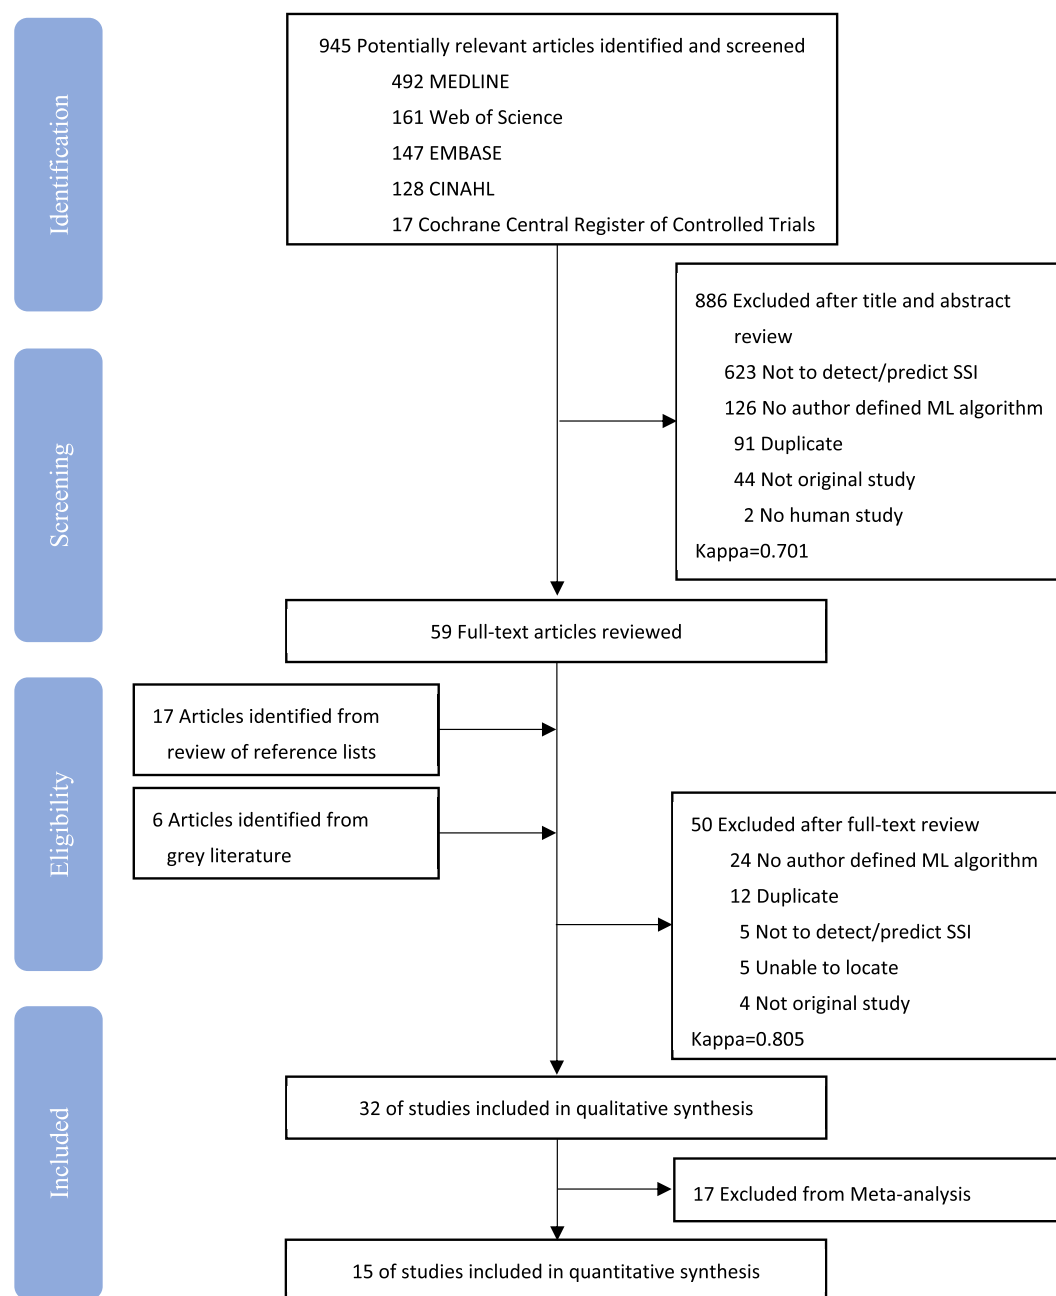 Identification
945 Potentially relevant articles identified and screened
492 MEDLINE
161 Web of Science
147 EMBASE
128 CINAHL
17 Cochrane Central Register of Controlled Trials
886 Excluded after title and abstract
review
623 Not to detect/predict SSI
126 No author defined ML algorithm
91 Duplicate
44 Not original study
2 No human study
Kappa=0.701
Screening
59 Full-text articles reviewed
Eligibility
17 Articles identified from
review of reference lists
6 Articles identified from
grey literature
50 Excluded after full-text review
24 No author defined ML algorithm
12 Duplicate
5 Not to detect/predict SSI
5 Unable to locate
4 Not original study
Kappa=0.805
Included
32 of studies included in qualitative synthesis
17 Excluded from Meta-analysis
15 of studies included in quantitative synthesis